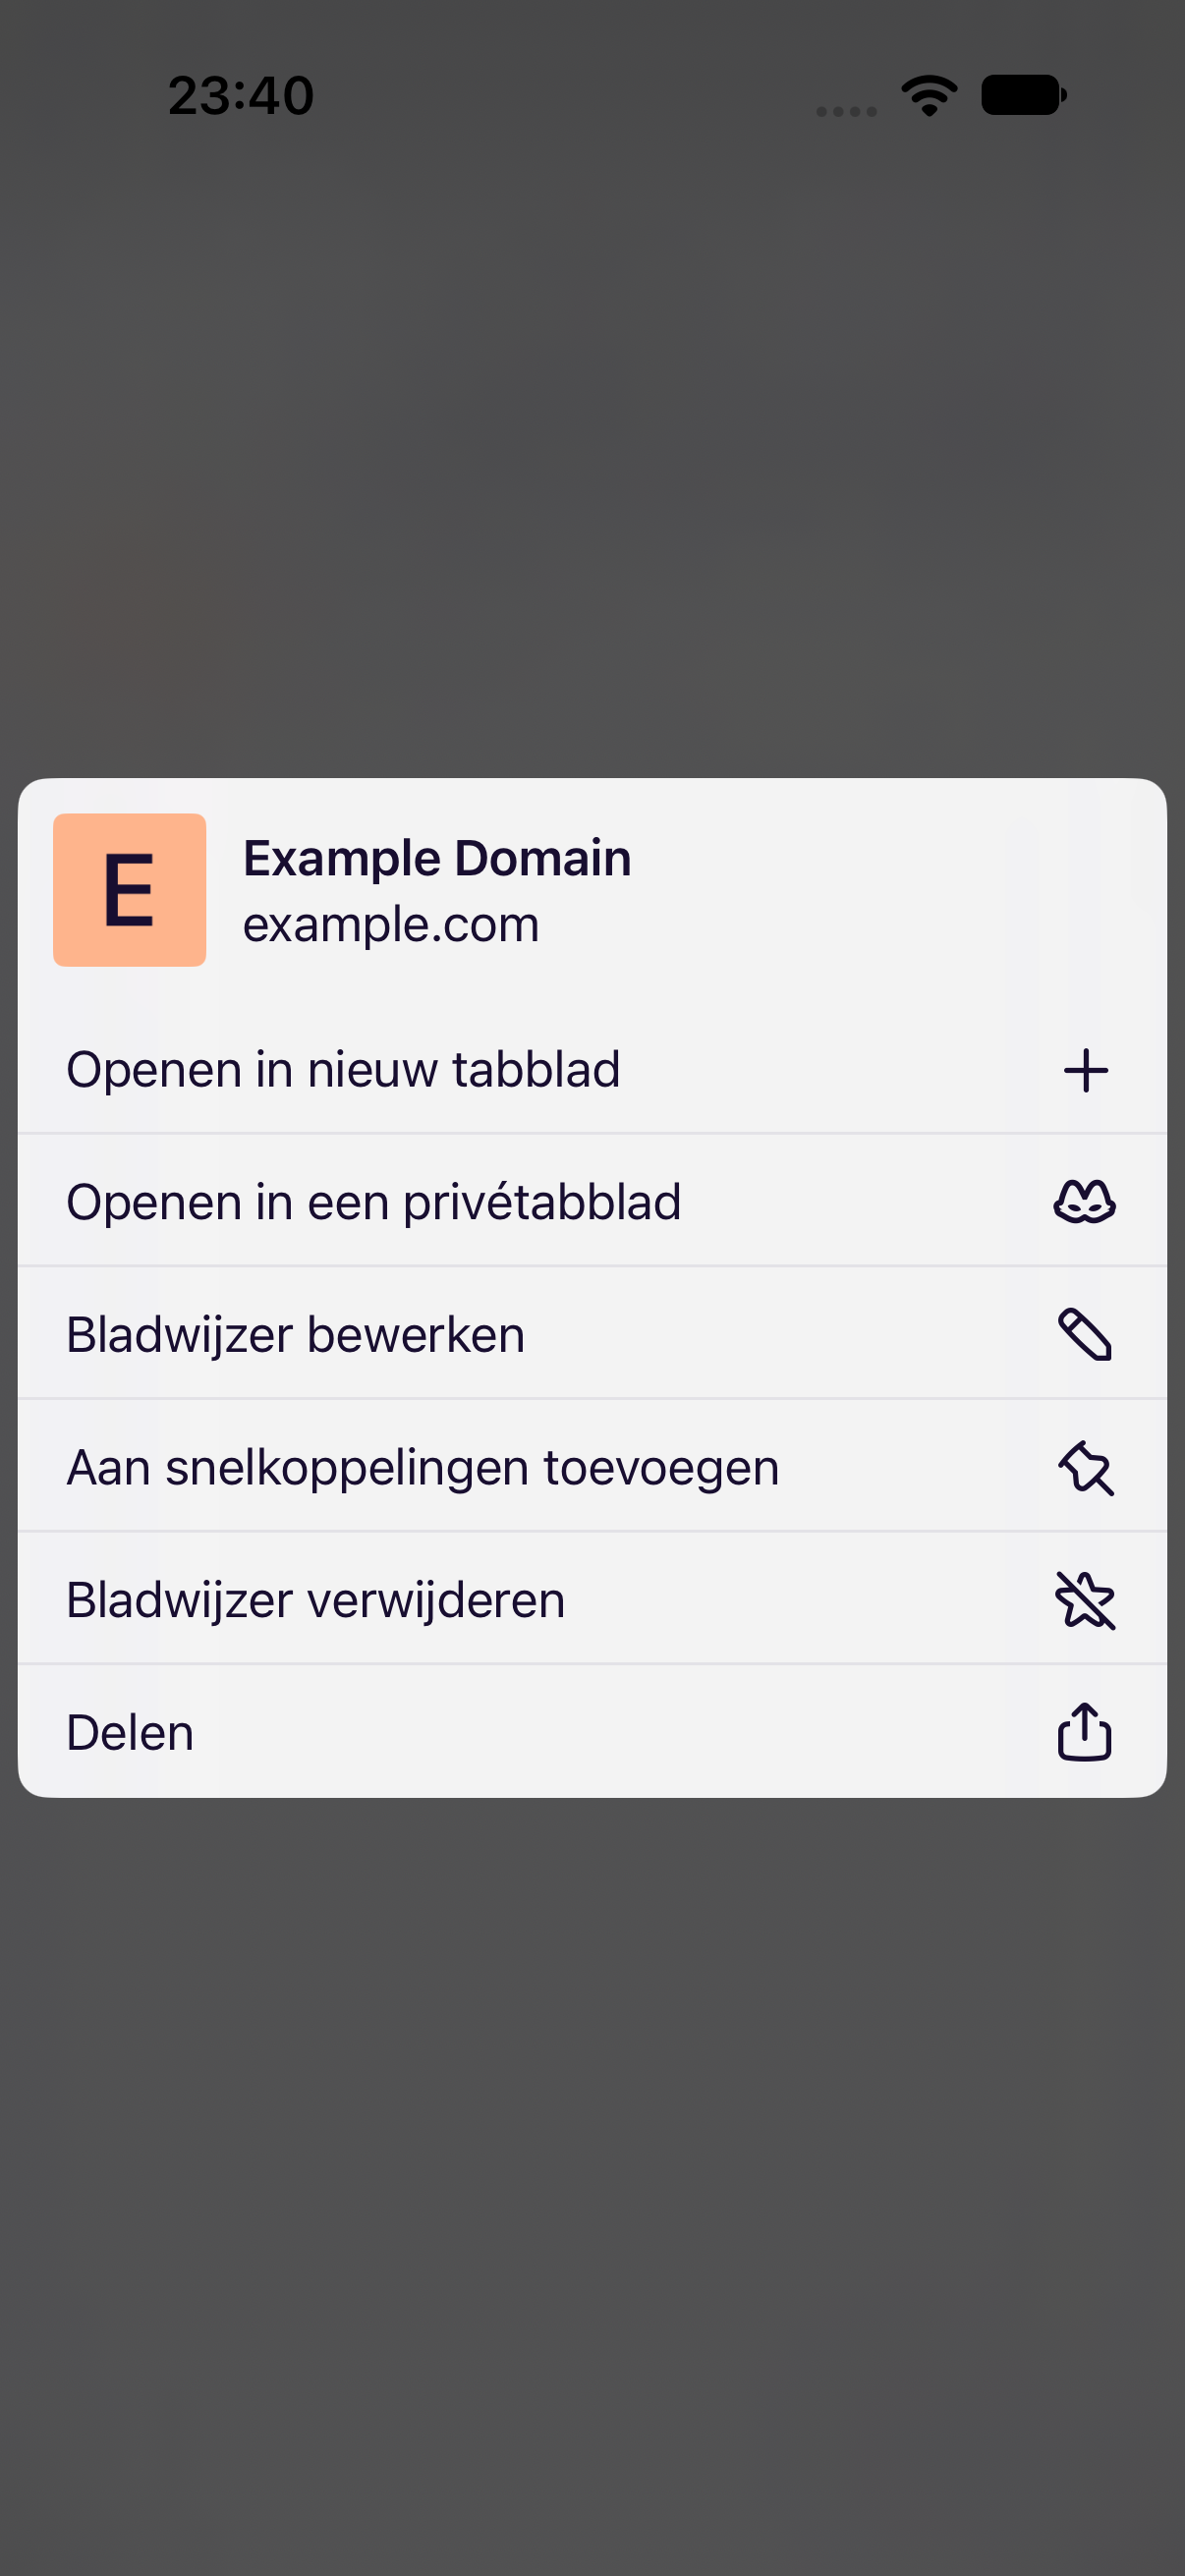 23:40
E
Example Domain
example.com
Openen in nieuw tabblad
Openen in een privétabblad
Bladwijzer bewerken
Aan snelkoppelingen toevoegen
Bladwijzer verwijderen
Delen